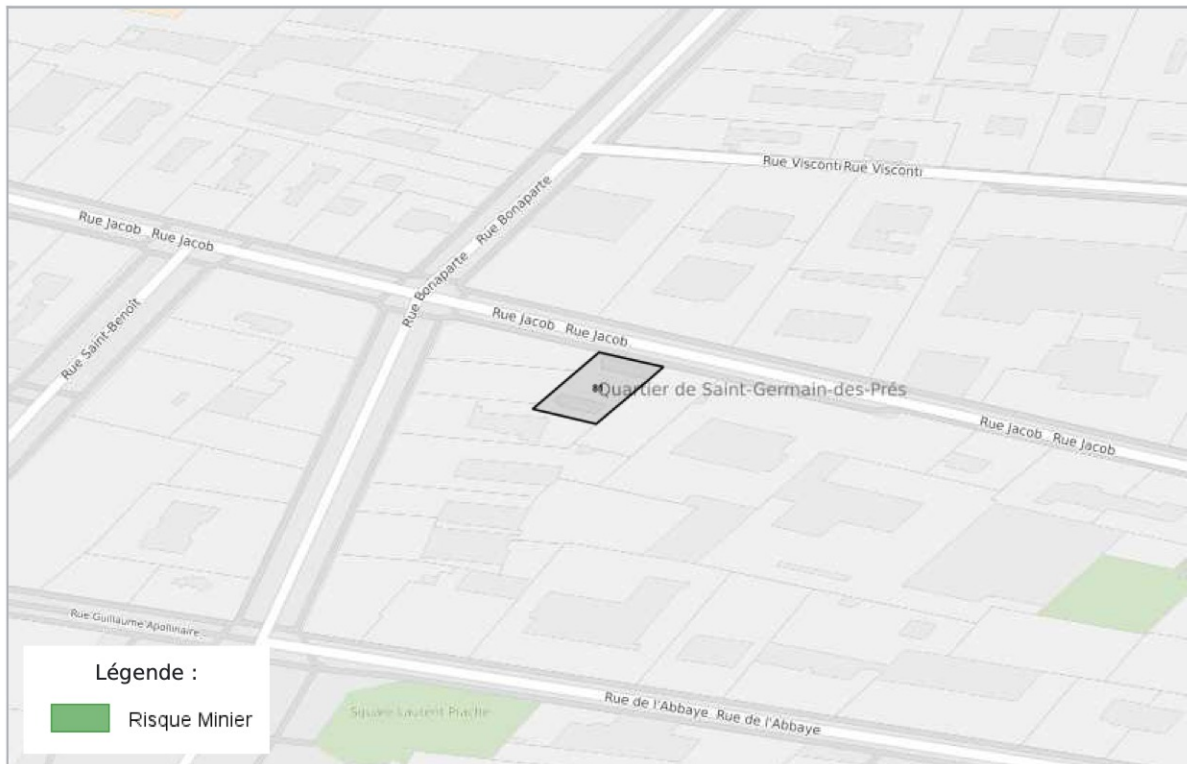 Rue Visconti Rue Visconti
Rue Bonaparte
Rue Jacob Rue Jacob
Rue Bonaparte
Rue Saint-Benoît
Rue Jacob Rue Jacob
Quartier de Saint-Germain-des-Prés
Rue Jacob Rue Jacob
Rue Guillaume Apollinaire
Légende :
Risque Minier
Rue de l'Abbaye Rue de l'Abbaye
Square Laurent Prache